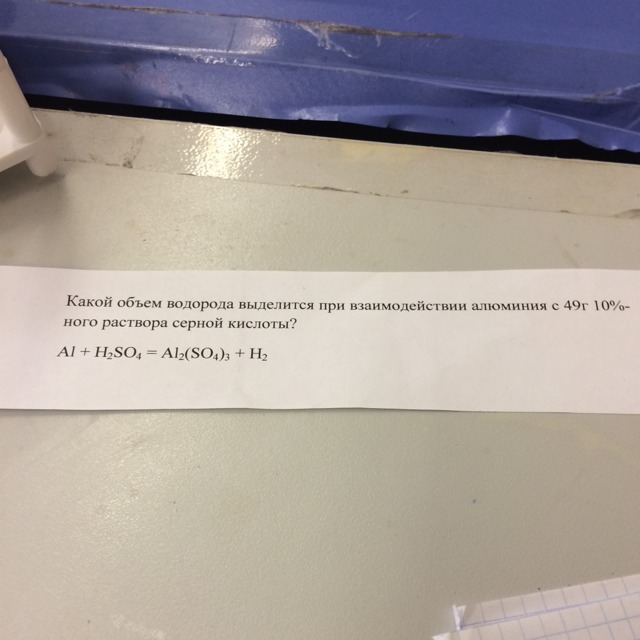 Какой объем водорода выделится при взаимодействии алюминия с 49г 10%-
ного раствора серной кислоты?
Al + H₂SO₄ = Al₂(SO₄)₃ + H₂